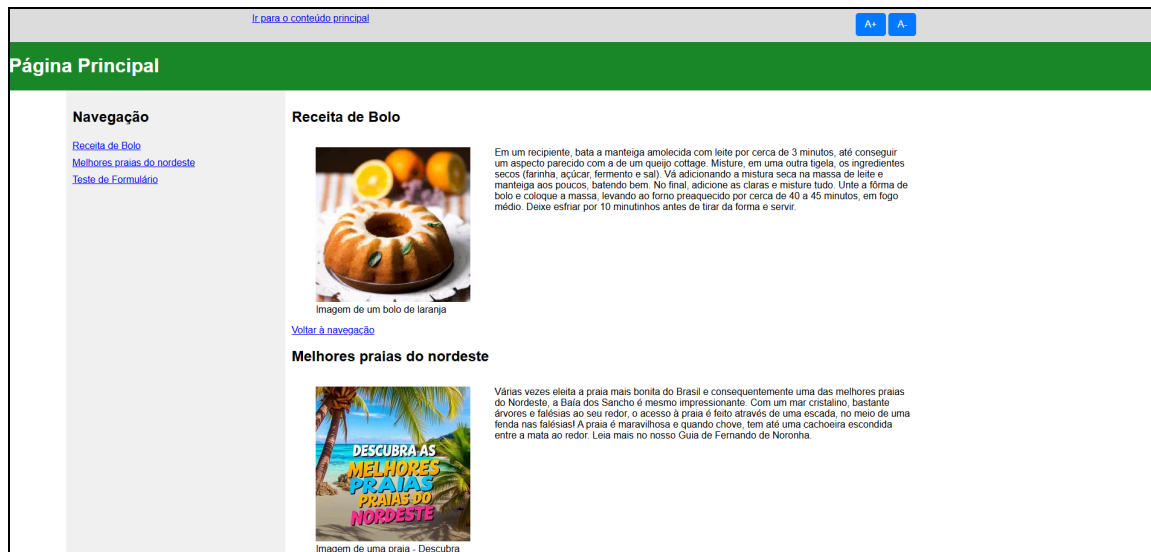 Ir para o conteúdo principal
A+ A-
Página Principal
Navegação
Receita de Bolo
Melhores praias do nordeste
Teste de Formulário
Receita de Bolo
Em um recipiente, bata a manteiga amolecida com leite por cerca de 3 minutos, até conseguir
um aspecto parecido com a de um queijo cottage. Misture, em uma outra tigela, os ingredientes
secos (farinha, açúcar, fermento e sal). Vá adicionando a mistura seca na massa de leite e
manteiga aos poucos, batendo bem. No final, adicione as claras e misture tudo. Unte a fôrma de
bolo e coloque a massa, levando ao forno preaquecido por cerca de 40 a 45 minutos, em fogo
médio. Deixe esfriar por 10 minutinhos antes de tirar da forma e servir.
Imagem de um bolo de laranja
Voltar à navegação
Melhores praias do nordeste
DESCUBRA AS
MELHORES
PRAIAS
PRAIAS DO
NORDESTE
Várias vezes eleita a praia mais bonita do Brasil e consequentemente uma das melhores praias
do Nordeste, a Baía dos Sancho é mesmo impressionante. Com um mar cristalino, bastante
árvores e falésias ao seu redor, o acesso à praia é feito através de uma escada, no meio de uma
fenda nas falésias! A praia é maravilhosa e quando chove, tem até uma cachoeira escondida
entre a mata ao redor. Leia mais no nosso Guia de Fernando de Noronha.
Imagem de uma praia - Descubra